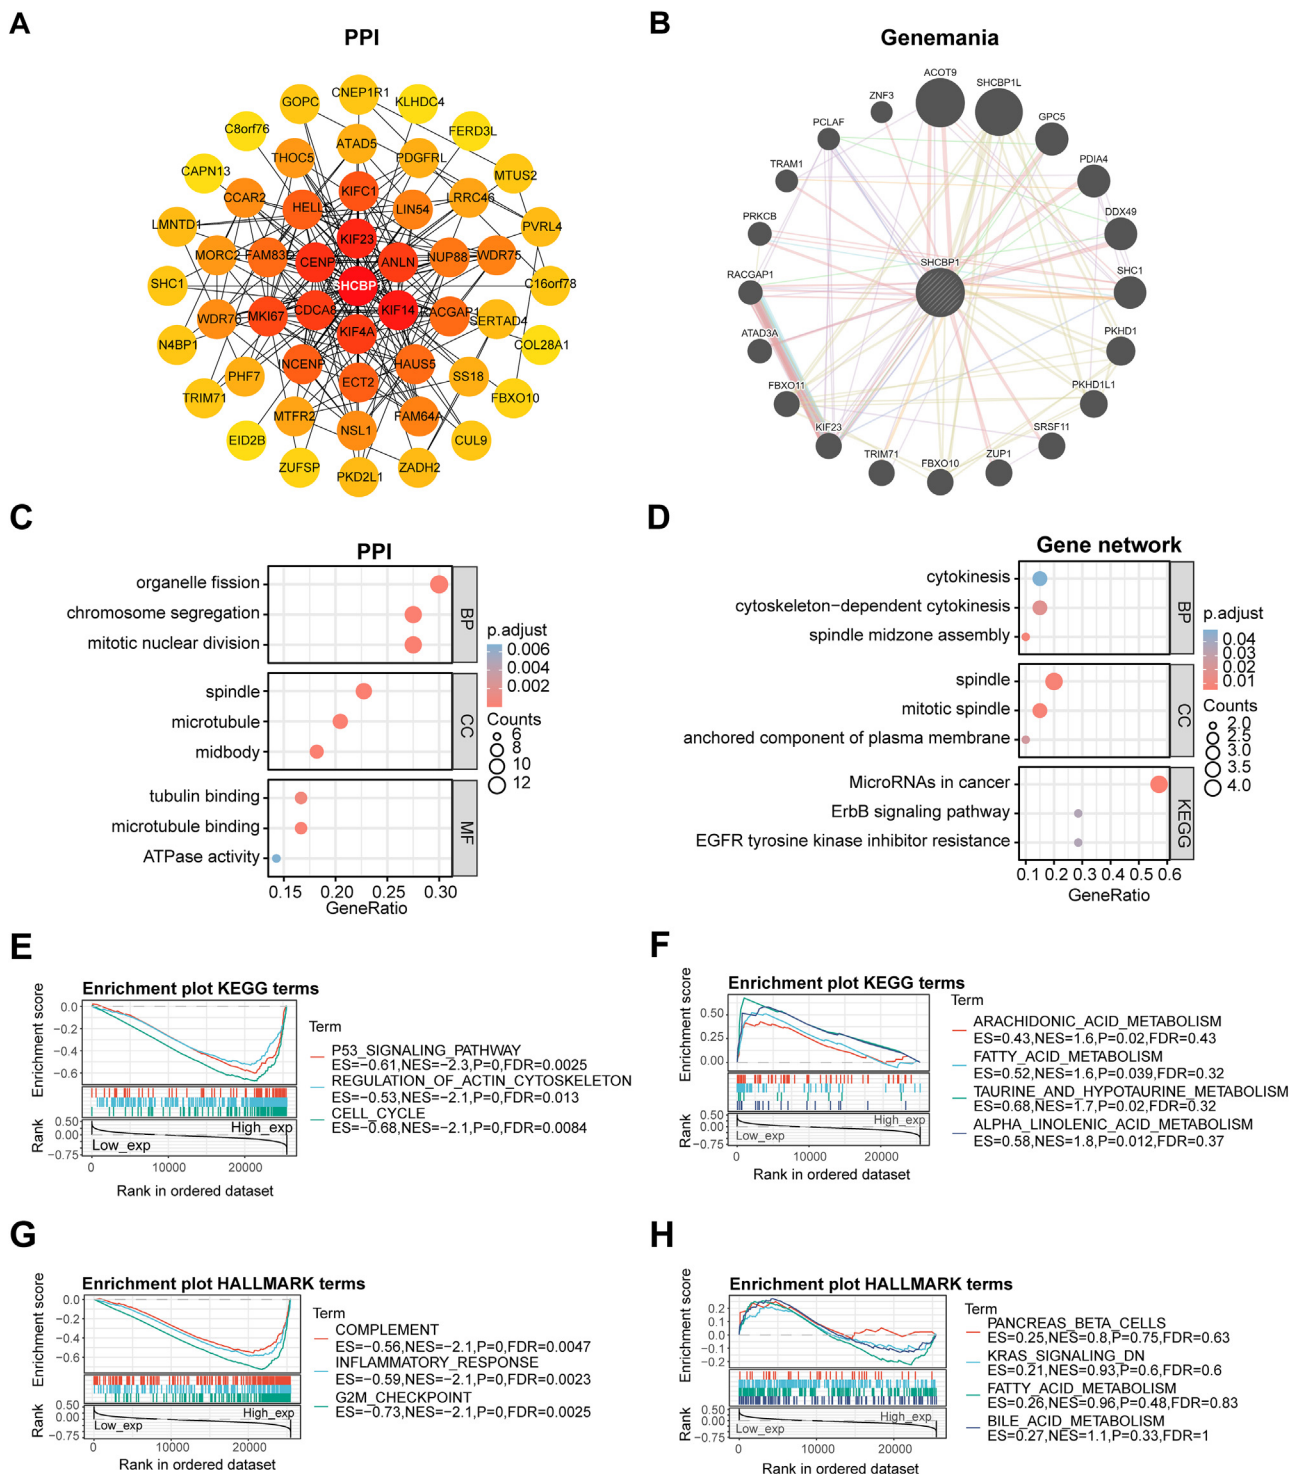 A
PPI
CNEP1R1
GOPC
KLHDC4
C8orf76
FERD3L
ATAD5
THOC5
PDGFRL
CAPN13
MTUS2
KIFC1
CCAR2
LRRC46
HELLS
LIN54
LMNTD1
PVRL4
KIF23
MORC2
FAM83D
CENP
ANLN
NUP88
WDR75
SHC1
SHCBP
C16orf78
CDCA8
KIF14
RACGAP1
WDR76
MKI67
SERTAD4
KIF4A
N4BP1
COL28A1
INCENP
HAUS5
PHF7
ECT2
SS18
TRIM71
FBXO10
MTFR2
FAM64A
NSL1
EID2B
CUL9
ZUFSP
PKD2L1
ZADH2
B
Genemania
ACOT9
SHCBP1L
ZNF3
GPC5
PCLAF
PDIA4
TRAM1
DDX49
PRKCB
SHCBP1
RACGAP1
SHC1
ATAD3A
PKHD1
FBXO11
PKHD1L1
KIF23
SRSF11
TRIM71
FBXO10
ZUP1
C
PPI
organelle fission
chromosome segregation
mitotic nuclear division
BP
spindle
microtubule
midbody
CC
tubulin binding
microtubule binding
ATPase activity
MF
0.15 0.20 0.25 0.30
GeneRatio
p.adjust
0.006
0.004
0.002
Counts
6
8
10
12
D
Gene network
cytokinesis
cytoskeleton−dependent cytokinesis
spindle midzone assembly
BP
spindle
mitotic spindle
anchored component of plasma membrane
CC
MicroRNAs in cancer
ErbB signaling pathway
EGFR tyrosine kinase inhibitor resistance
KEGG
0.1 0.2 0.3 0.4 0.5 0.6
GeneRatio
p.adjust
0.04
0.03
0.02
0.01
Counts
2.0
2.5
3.0
3.5
4.0
E
Enrichment plot KEGG terms
Enrichment score
0.0
−0.2
−0.4
−0.6
Rank
0.50
0.00
−0.75
High_exp
Low_exp
0 10000 20000
Rank in ordered dataset
Term
P53_SIGNALING_PATHWAY
ES=−0.61,NES=−2.3,P=0,FDR=0.0025
REGULATION_OF_ACTIN_CYTOSKELETON
ES=−0.53,NES=−2.1,P=0,FDR=0.013
CELL_CYCLE
ES=−0.68,NES=−2.1,P=0,FDR=0.0084
F
Enrichment plot KEGG terms
Enrichment score
0.50
0.25
0.00
Rank
0.50
0.00
−0.75
High_exp
Low_exp
0 10000 20000
Rank in ordered dataset
Term
ARACHIDONIC_ACID_METABOLISM
ES=0.43,NES=1.6,P=0.02,FDR=0.43
FATTY_ACID_METABOLISM
ES=0.52,NES=1.6,P=0.039,FDR=0.32
TAURINE_AND_HYPOTAURINE_METABOLISM
ES=0.68,NES=1.7,P=0.02,FDR=0.32
ALPHA_LINOLENIC_ACID_METABOLISM
ES=0.58,NES=1.8,P=0.012,FDR=0.37
G
Enrichment plot HALLMARK terms
Enrichment score
0.0
−0.2
−0.4
−0.6
Rank
0.50
0.00
−0.75
High_exp
Low_exp
0 10000 20000
Rank in ordered dataset
Term
COMPLEMENT
ES=−0.56,NES=−2.1,P=0,FDR=0.0047
INFLAMMATORY_RESPONSE
ES=−0.59,NES=−2.1,P=0,FDR=0.0023
G2M_CHECKPOINT
ES=−0.73,NES=−2.1,P=0,FDR=0.0025
H
Enrichment plot HALLMARK terms
Enrichment score
0.2
0.1
0.0
−0.1
−0.2
Rank
0.50
0.00
−0.75
High_exp
Low_exp
0 10000 20000
Rank in ordered dataset
Term
PANCREAS_BETA_CELLS
ES=0.25,NES=0.8,P=0.75,FDR=0.63
KRAS_SIGNALING_DN
ES=0.21,NES=0.93,P=0.6,FDR=0.6
FATTY_ACID_METABOLISM
ES=0.26,NES=0.96,P=0.48,FDR=0.83
BILE_ACID_METABOLISM
ES=0.27,NES=1.1,P=0.33,FDR=1